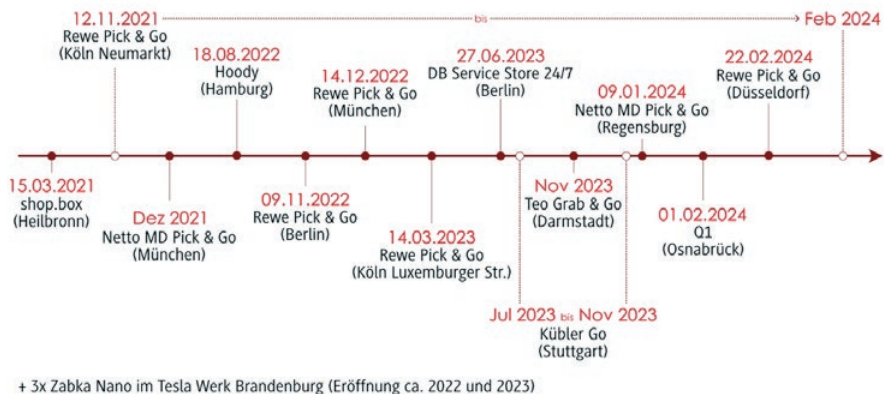 12.11.2021
Rewe Pick & Go
(Köln Neumarkt)
bis
Feb 2024
18.08.2022
Hoody
(Hamburg)
14.12.2022
Rewe Pick & Go
(München)
27.06.2023
DB Service Store 24/7
(Berlin)
09.01.2024
Netto MD Pick & Go
(Regensburg)
22.02.2024
Rewe Pick & Go
(Düsseldorf)
15.03.2021
shop.box
(Heilbronn)
Dez 2021
Netto MD Pick & Go
(München)
09.11.2022
Rewe Pick & Go
(Berlin)
14.03.2023
Rewe Pick & Go
(Köln Luxemburger Str.)
Nov 2023
Teo Grab & Go
(Darmstadt)
01.02.2024
Q1
(Osnabrück)
Jul 2023 bis Nov 2023
Kübler Go
(Stuttgart)
+ 3x Zabka Nano im Tesla Werk Brandenburg (Eröffnung ca. 2022 und 2023)